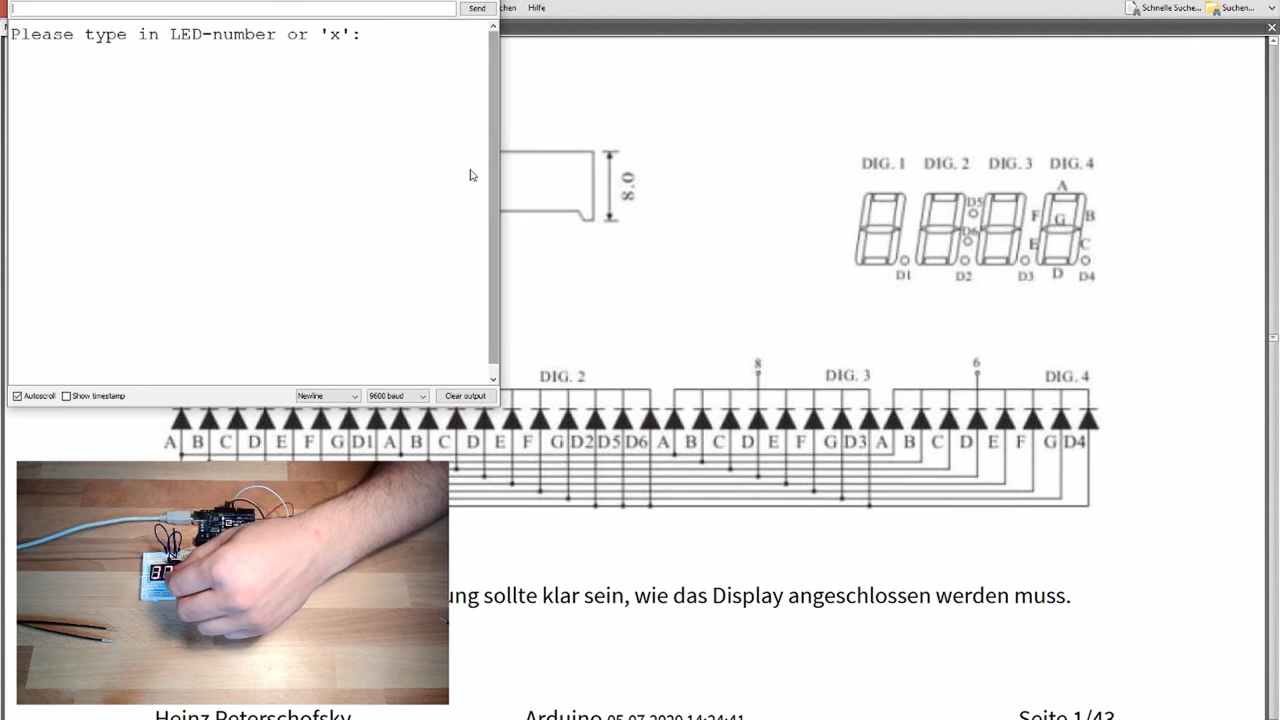 Send
chen Hilfe
Schnelle Suche... Suchen...
Please type in LED-number or 'x':
0.8
DIG. 1 DIG. 2 DIG. 3 DIG. 4
A
D5 F G B
D6 E C
D1 D2 D3 D D4
8 6
DIG. 2 DIG. 3 DIG. 4
Autoscroll Show timestamp Newline 9600 baud Clear output
A B C D E F G D1 A B C D E F G D2 D5 D6 A B C D E F G D3 A B C D E F G D4
ung sollte klar sein, wie das Display angeschlossen werden muss.
Heinz Peterschofsky Arduino 05.07.2020 14:24:41 Seite 1/43